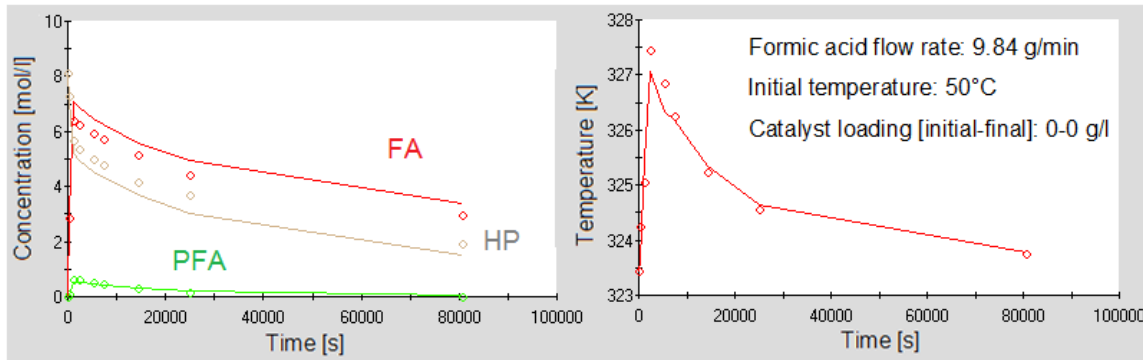 Concentration [mol/l]
10
8
6
4
2
0
FA
HP
PFA
0
20000
40000
60000
80000
100000
Time [s]
Temperature [K]
328
327
326
325
324
323
Formic acid flow rate: 9.84 g/min
Initial temperature: 50°C
Catalyst loading [initial-final]: 0-0 g/l
0
20000
40000
60000
80000
100000
Time [s]